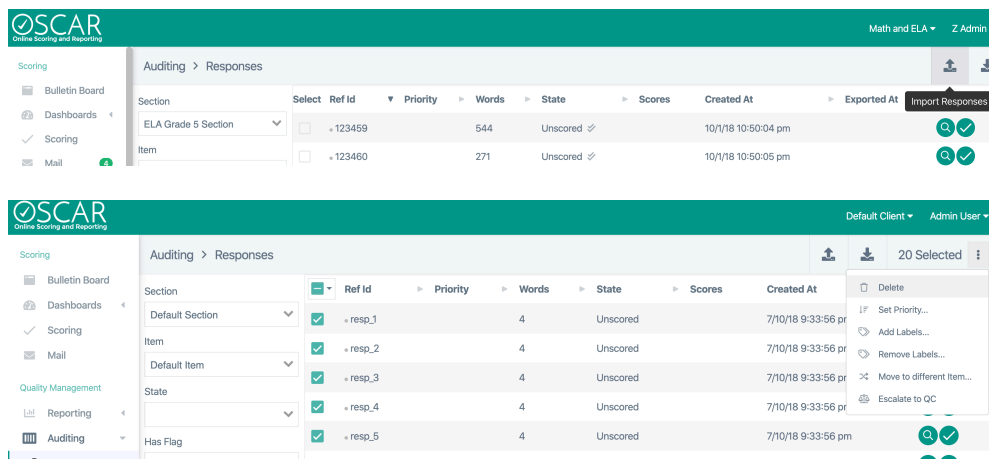 OSCAR
Online Scoring and Reporting
Math and ELA
Z Admin
Scoring
Bulletin Board
Dashboards
Scoring
Mail 4
Auditing > Responses
Import Responses
Section
ELA Grade 5 Section
Item
Select Ref Id Priority Words State Scores Created At Exported At
123459 544 Unscored 10/1/18 10:50:04 pm
123460 271 Unscored 10/1/18 10:50:05 pm
OSCAR
Online Scoring and Reporting
Default Client
Admin User
Scoring
Bulletin Board
Dashboards
Scoring
Mail
Quality Management
Reporting
Auditing
Auditing > Responses
20 Selected
Section
Default Section
Item
Default Item
State
Has Flag
Ref Id Priority Words State Scores Created At
resp_1 4 Unscored 7/10/18 9:33:56 pm
resp_2 4 Unscored 7/10/18 9:33:56 pr
resp_3 4 Unscored 7/10/18 9:33:56 pr
resp_4 4 Unscored 7/10/18 9:33:56 pr
resp_5 4 Unscored 7/10/18 9:33:56 pm
Delete
Set Priority...
Add Labels...
Remove Labels...
Move to different Item...
Escalate to QC